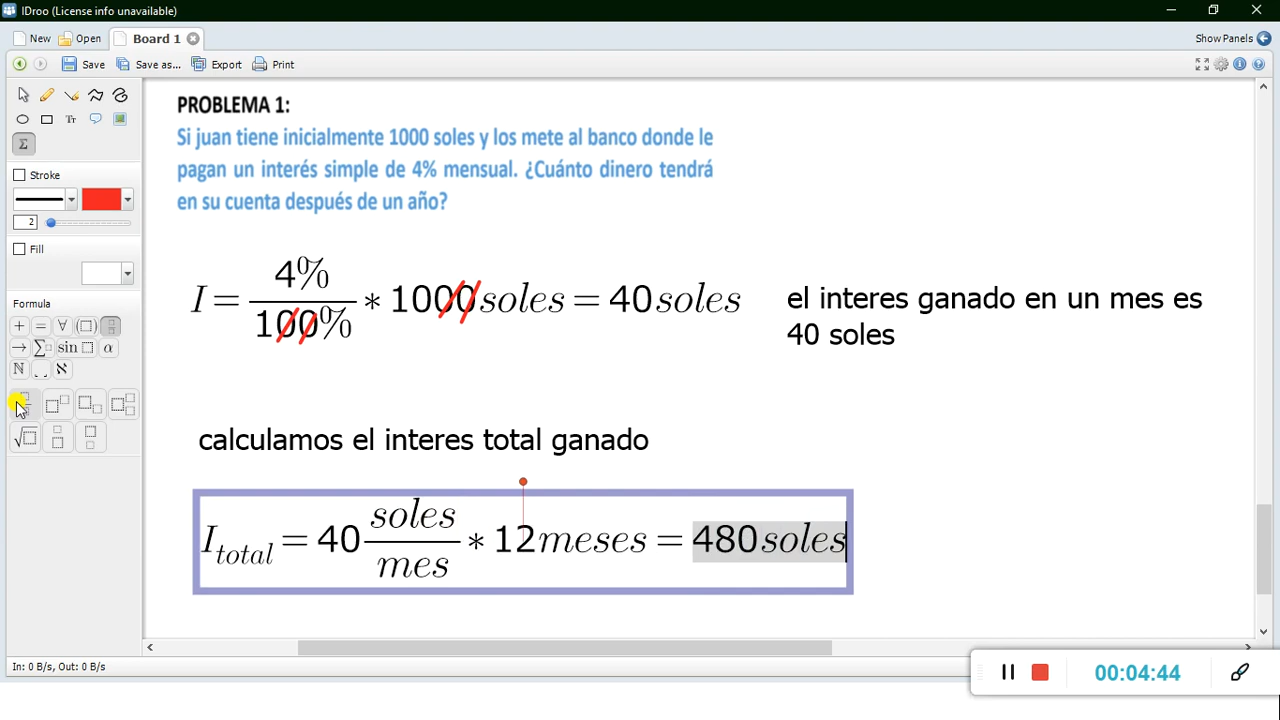 IDroo (License info unavailable)
New Open Board 1 Show Panels
Save Save as... Export Print
Tr
Σ
Stroke
2
Fill
Formula
+ = ∀ (□)
→ ∑ sin □ α
ℕ ℵ
PROBLEMA 1:
Si juan tiene inicialmente 1000 soles y los mete al banco donde le
pagan un interés simple de 4% mensual. ¿Cuánto dinero tendrá
en su cuenta después de un año?
I = 4% / 100% * 1000 soles = 40 soles
el interes ganado en un mes es
40 soles
calculamos el interes total ganado
I_total = 40 soles / mes * 12 meses = 480 soles
In: 0 B/s, Out: 0 B/s
00:04:44